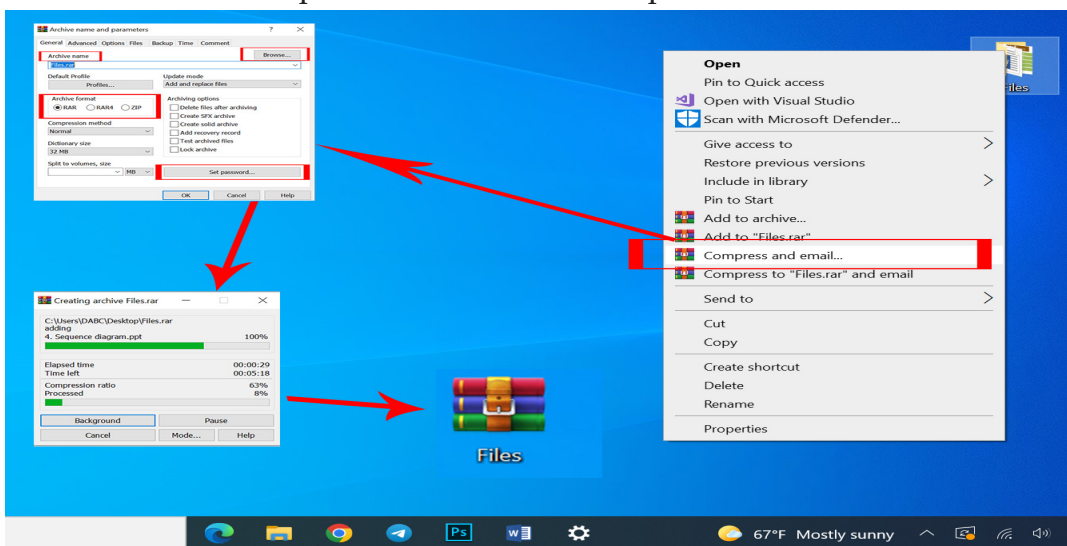 Archive name and parameters
General Advanced Options Files Backup Time Comment
Archive name
Browse...
Files.rar
Default Profile
Profiles...
Update mode
Add and replace files
Archive format
RAR RAR4 ZIP
Compression method
Normal
Dictionary size
32 MB
Split to volumes, size
MB
Archiving options
Delete files after archiving
Create SFX archive
Create solid archive
Add recovery record
Test archived files
Lock archive
Set password...
OK Cancel Help
Files
Open
Pin to Quick access
Open with Visual Studio
Scan with Microsoft Defender...
Give access to
Restore previous versions
Include in library
Pin to Start
Add to archive...
Add to "Files.rar"
Compress and email...
Compress to "Files.rar" and email
Send to
Cut
Copy
Create shortcut
Delete
Rename
Properties
Creating archive Files.rar
C:\Users\DABC\Desktop\Files.rar
adding
4. Sequence diagram.ppt 100%
Elapsed time 00:00:29
Time left 00:05:18
Compression ratio 63%
Processed 8%
Background Pause
Cancel Mode... Help
Files
Ps
W
67°F Mostly sunny